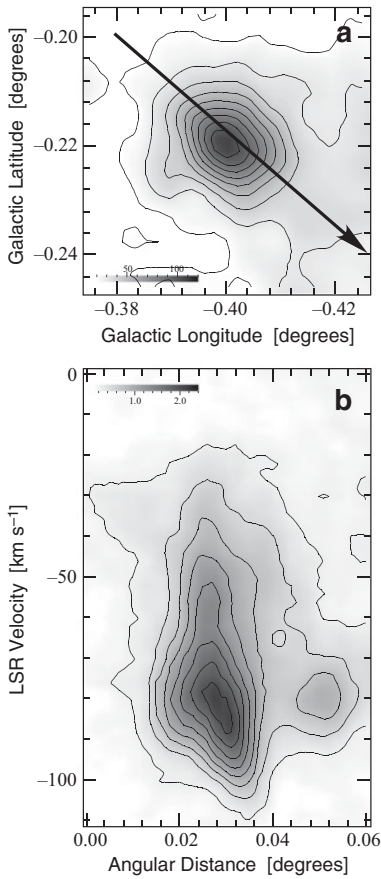 a
−0.20
−0.22
−0.24
Galactic Latitude [degrees]
50 100
−0.38 −0.40 −0.42
Galactic Longitude [degrees]
b
1.0 2.0
0
−50
−100
LSR Velocity [km s⁻¹]
0.00 0.02 0.04 0.06
Angular Distance [degrees]